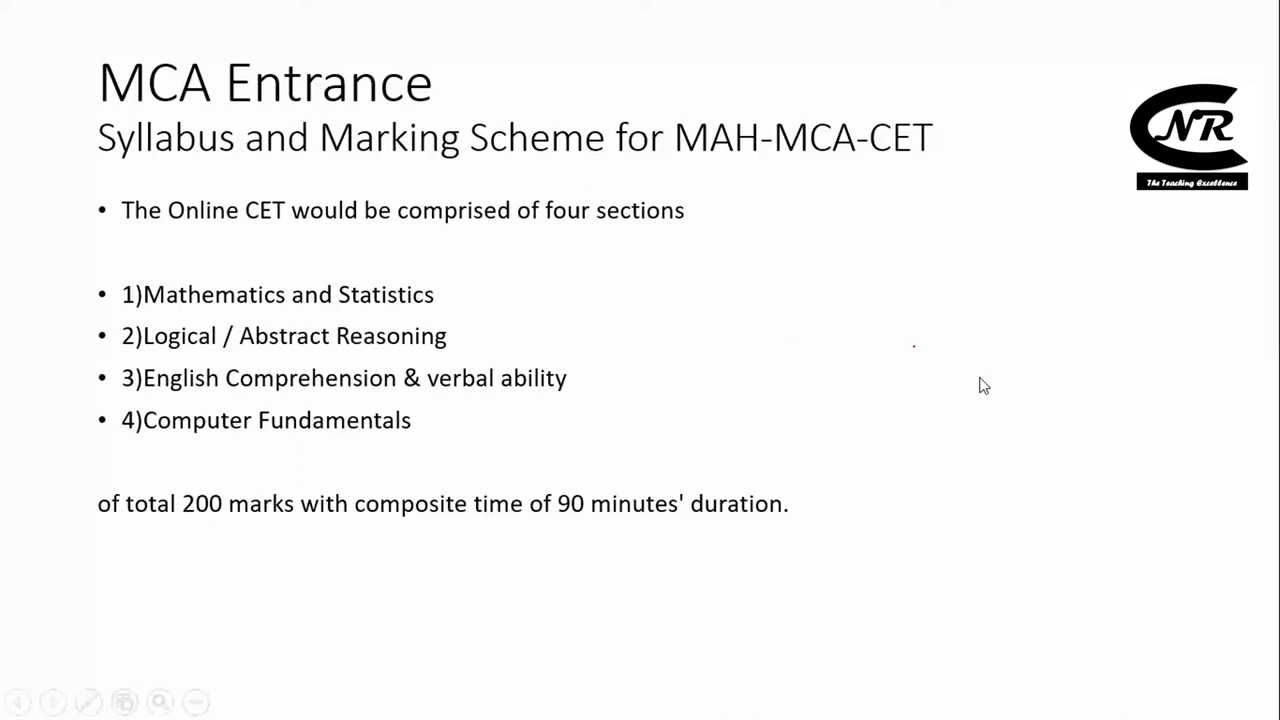 MCA Entrance
Syllabus and Marking Scheme for MAH-MCA-CET
CNR
The Teaching Excellence
• The Online CET would be comprised of four sections
• 1)Mathematics and Statistics
• 2)Logical / Abstract Reasoning
• 3)English Comprehension & verbal ability
• 4)Computer Fundamentals
of total 200 marks with composite time of 90 minutes' duration.